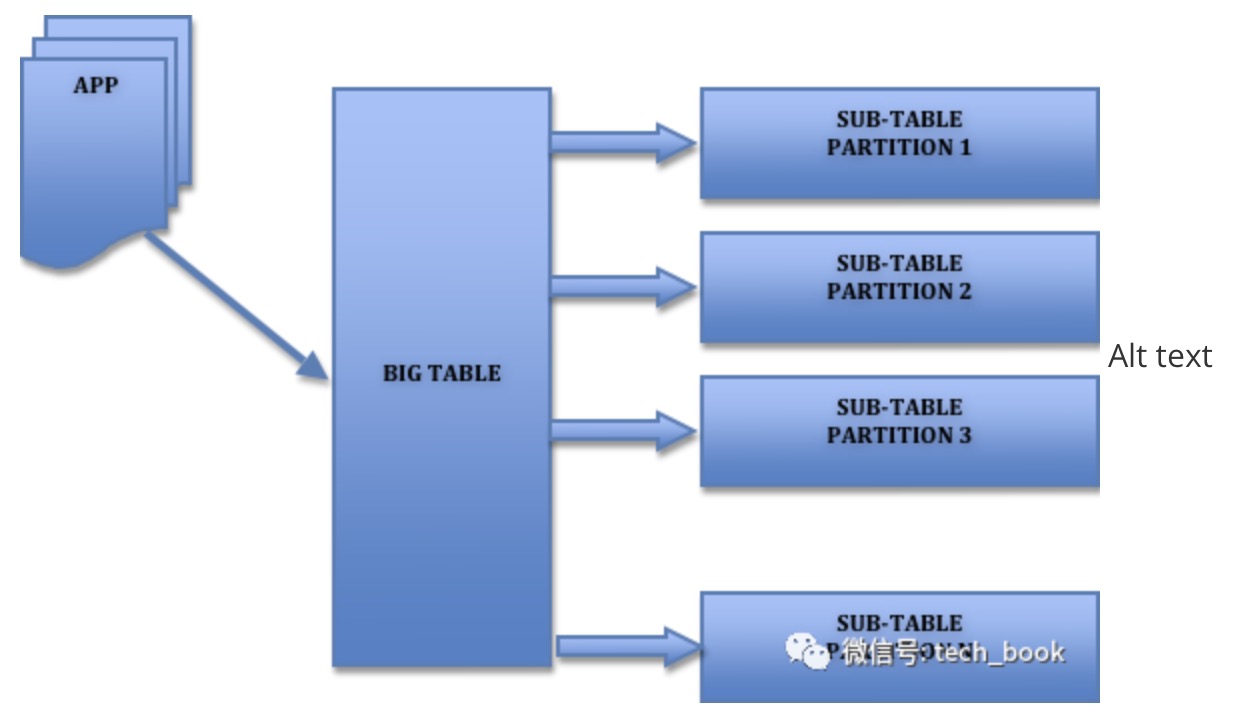 APP
SUB-TABLE
PARTITION 1
SUB-TABLE
PARTITION 2
Alt text
BIG TABLE
SUB-TABLE
PARTITION 3
SUB-TABLE
微信号: tech_book